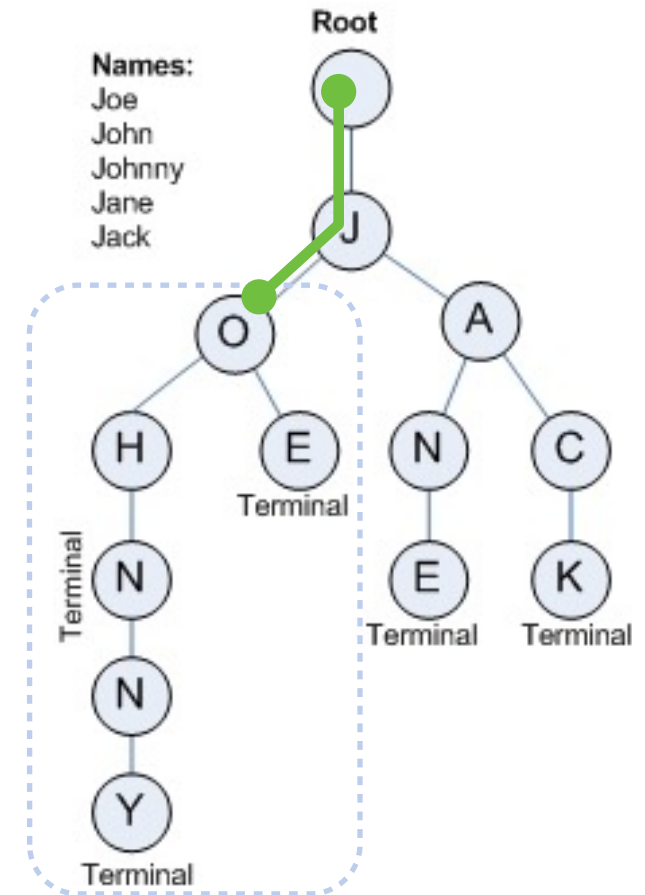 Root
Names:
Joe
John
Johnny
Jane
Jack
J
O
A
H
E
N
C
Terminal
Terminal
N
E
K
Terminal
Terminal
N
Y
Terminal